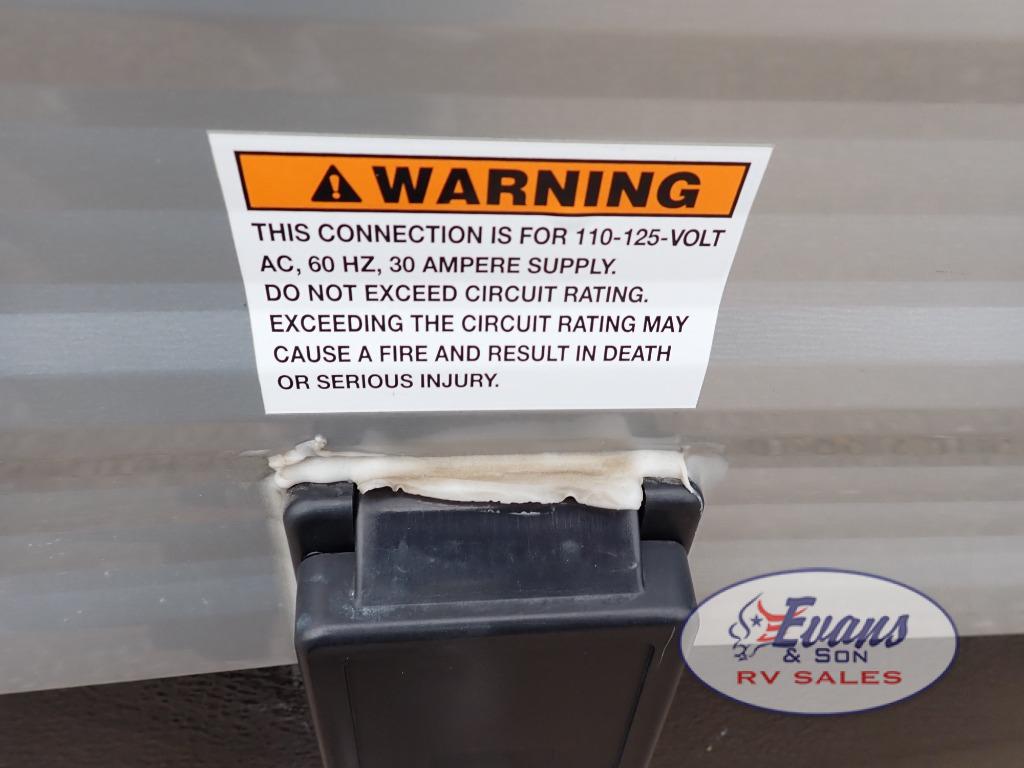 WARNING
THIS CONNECTION IS FOR 110-125-VOLT
AC, 60 HZ, 30 AMPERE SUPPLY.
DO NOT EXCEED CIRCUIT RATING.
EXCEEDING THE CIRCUIT RATING MAY
CAUSE A FIRE AND RESULT IN DEATH
OR SERIOUS INJURY.
Evans
& SON
RV SALES